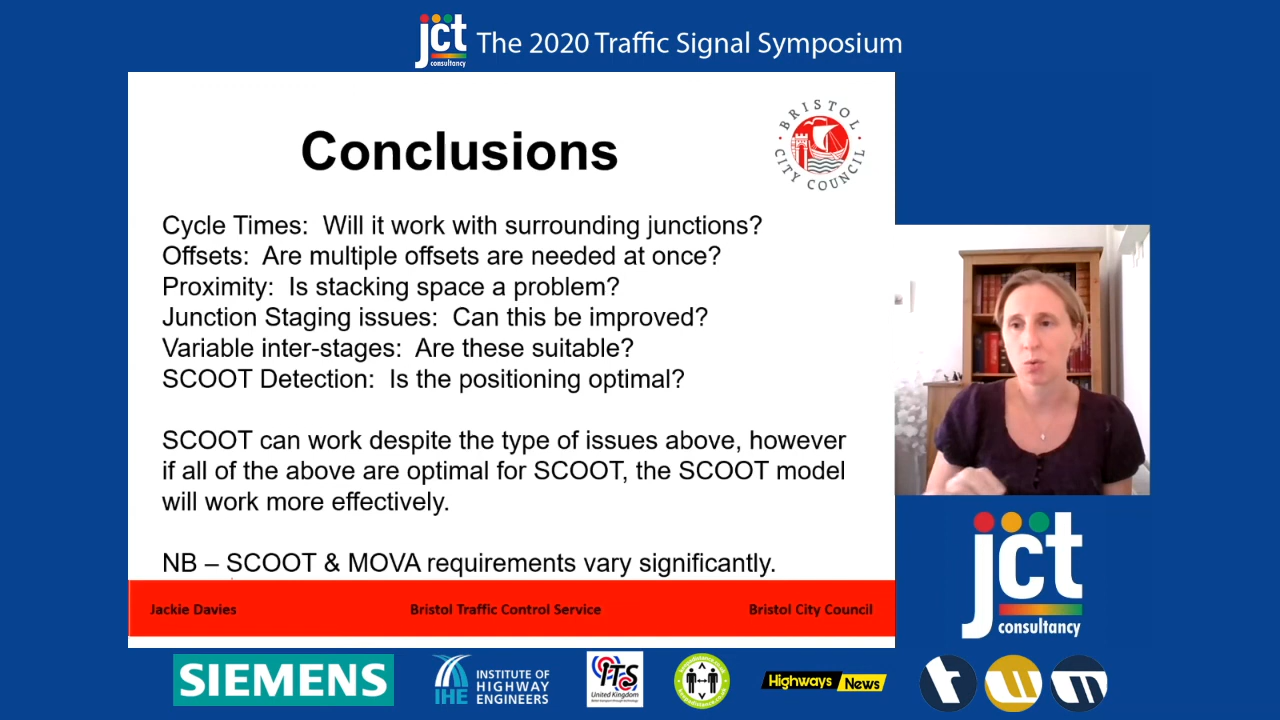 jct consultancy The 2020 Traffic Signal Symposium
Conclusions
BRISTOL CITY COUNCIL
Cycle Times: Will it work with surrounding junctions?
Offsets: Are multiple offsets are needed at once?
Proximity: Is stacking space a problem?
Junction Staging issues: Can this be improved?
Variable inter-stages: Are these suitable?
SCOOT Detection: Is the positioning optimal?
SCOOT can work despite the type of issues above, however
if all of the above are optimal for SCOOT, the SCOOT model
will work more effectively.
NB – SCOOT & MOVA requirements vary significantly.
Jackie Davies Bristol Traffic Control Service Bristol City Council
jct
consultancy
SIEMENS
IHE
INSTITUTE OF
HIGHWAY
ENGINEERS
ITS
United Kingdom
Highways News